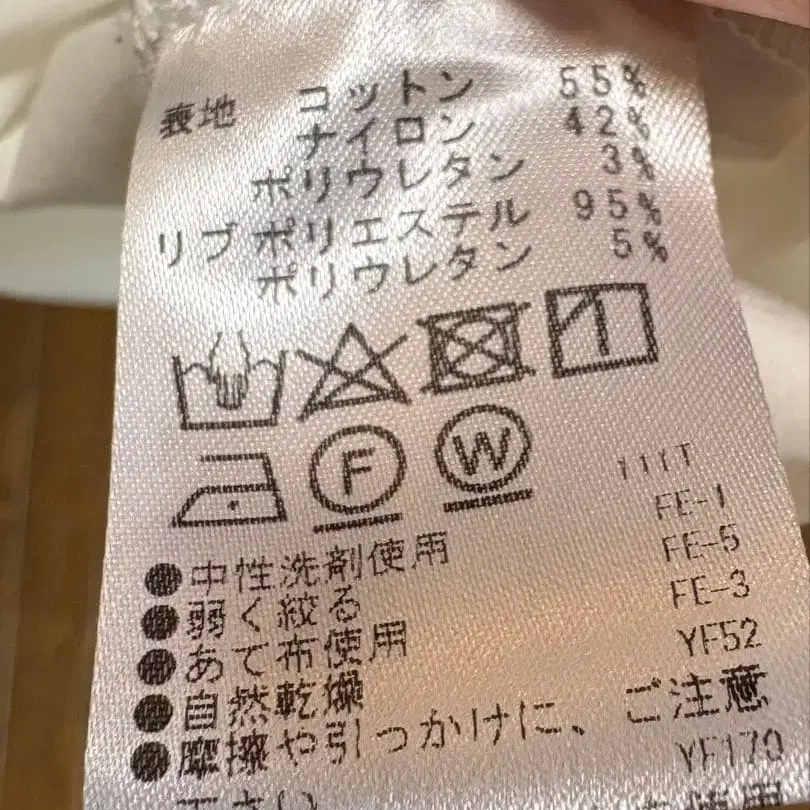 表地 コットン 55%
ナイロン 42%
ポリウレタン 3%
リブ ポリエステル 95%
ポリウレタン 5%
F W
111T
FE-1
●中性洗剤使用 FE-5
●弱く絞る FE-3
●あて布使用 YF52
●自然乾燥
●摩擦や引っかけに、ご注意
YF170
下さい